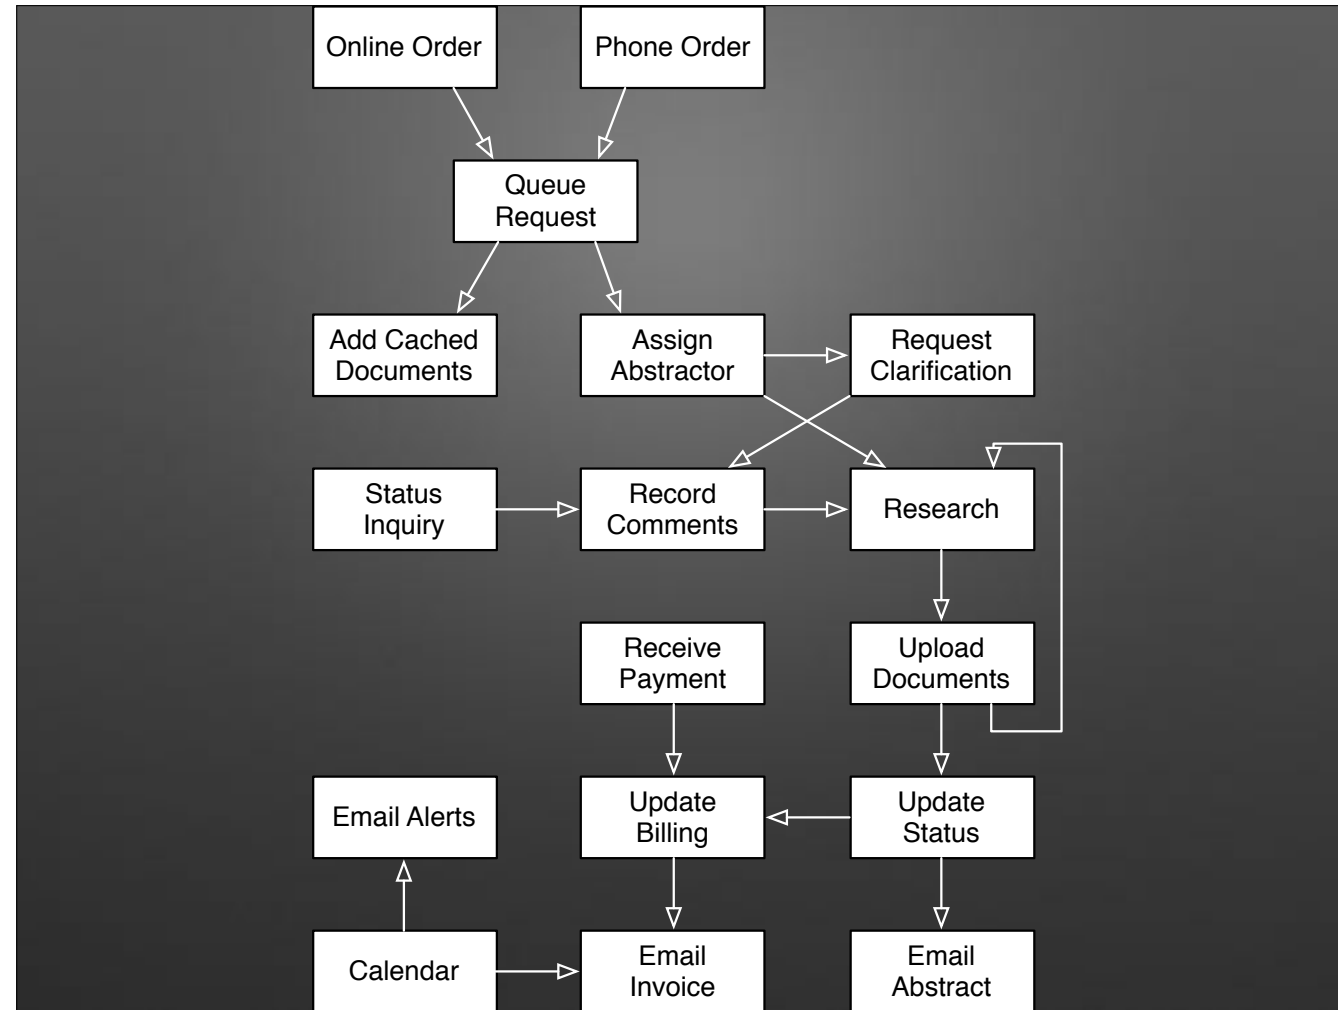 Online Order
Phone Order
Queue
Request
Add Cached
Documents
Assign
Abstractor
Request
Clarification
Status
Inquiry
Record
Comments
Research
Receive
Payment
Upload
Documents
Email Alerts
Update
Billing
Update
Status
Calendar
Email
Invoice
Email
Abstract